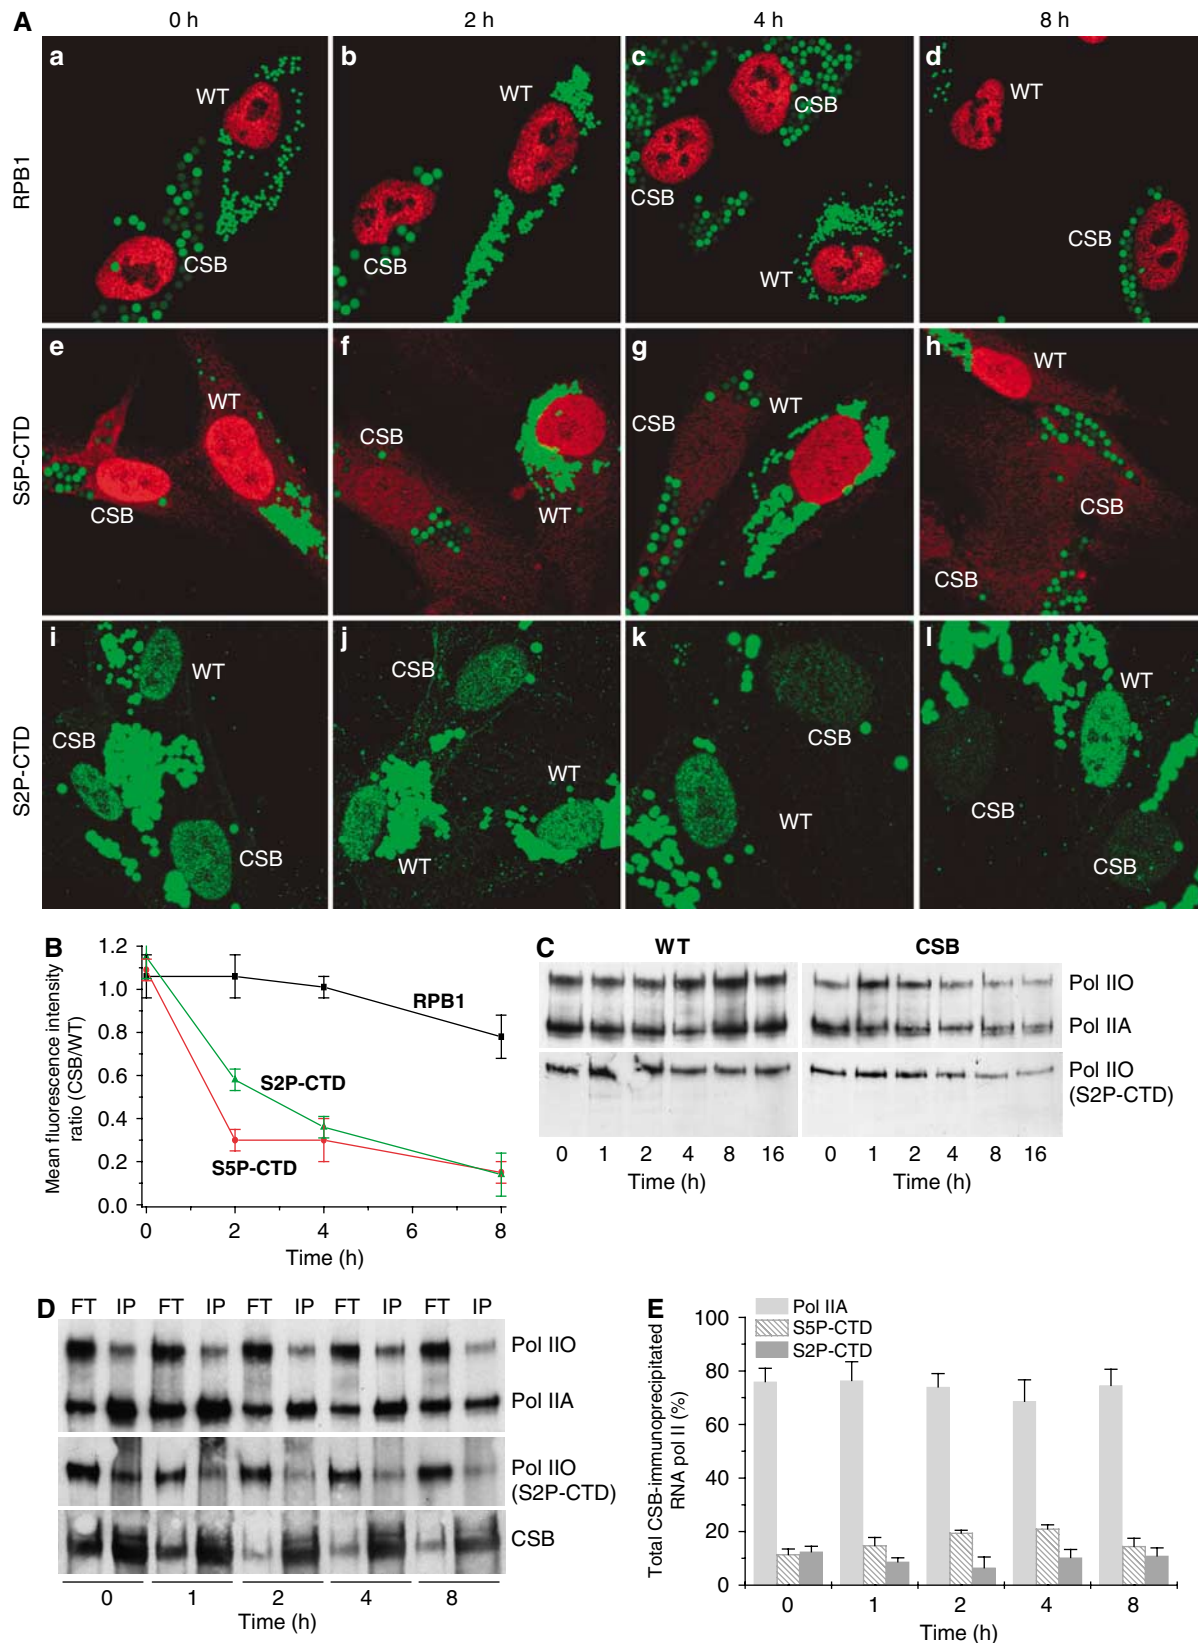 A
0 h 2 h 4 h 8 h
RPB1
a WT CSB
b WT CSB
c CSB CSB WT
d WT CSB
S5P-CTD
e WT CSB
f CSB WT
g CSB WT
h WT CSB CSB
S2P-CTD
i WT CSB CSB
j CSB WT WT
k CSB WT
l WT CSB CSB
B
Mean fluorescence intensity
ratio (CSB/WT)
1.2
1.0
0.8
0.6
0.4
0.2
0.0
RPB1
S2P-CTD
S5P-CTD
0 2 4 6 8
Time (h)
C
WT CSB
Pol IIO
Pol IIA
Pol IIO
(S2P-CTD)
0 1 2 4 8 16 0 1 2 4 8 16
Time (h) Time (h)
D
FT IP FT IP FT IP FT IP FT IP
Pol IIO
Pol IIA
Pol IIO
(S2P-CTD)
CSB
0 1 2 4 8
Time (h)
E
Total CSB-immunoprecipitated
RNA pol II (%)
100
80
60
40
20
0
Pol IIA
S5P-CTD
S2P-CTD
0 1 2 4 8
Time (h)